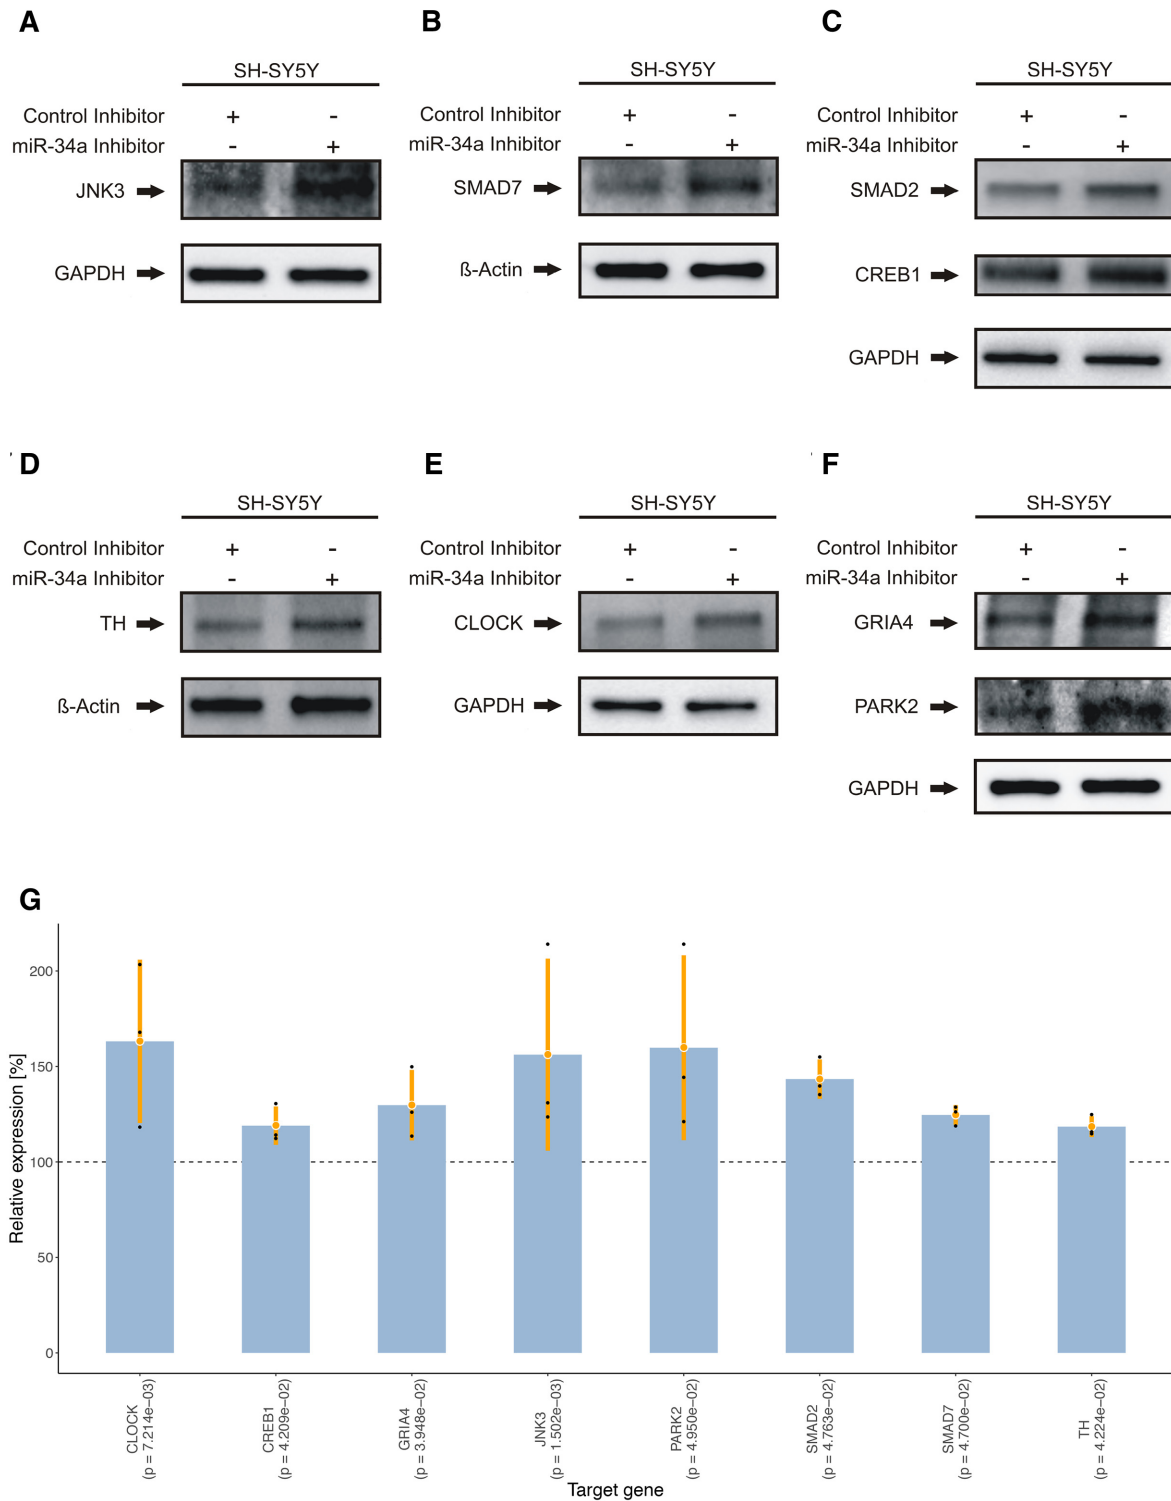 A
SH-SY5Y
Control Inhibitor + -
miR-34a Inhibitor - +
JNK3
GAPDH
B
SH-SY5Y
Control Inhibitor + -
miR-34a Inhibitor - +
SMAD7
ß-Actin
C
SH-SY5Y
Control Inhibitor + -
miR-34a Inhibitor - +
SMAD2
CREB1
GAPDH
D
SH-SY5Y
Control Inhibitor + -
miR-34a Inhibitor - +
TH
ß-Actin
E
SH-SY5Y
Control Inhibitor + -
miR-34a Inhibitor - +
CLOCK
GAPDH
F
SH-SY5Y
Control Inhibitor + -
miR-34a Inhibitor - +
GRIA4
PARK2
GAPDH
G
Relative expression [%]
200
150
100
50
0
CLOCK
(p = 7.214e−03)
CREB1
(p = 4.209e−02)
GRIA4
(p = 3.948e−02)
JNK3
(p = 1.502e−03)
PARK2
(p = 4.950e−02)
SMAD2
(p = 4.763e−02)
SMAD7
(p = 4.700e−02)
TH
(p = 4.224e−02)
Target gene